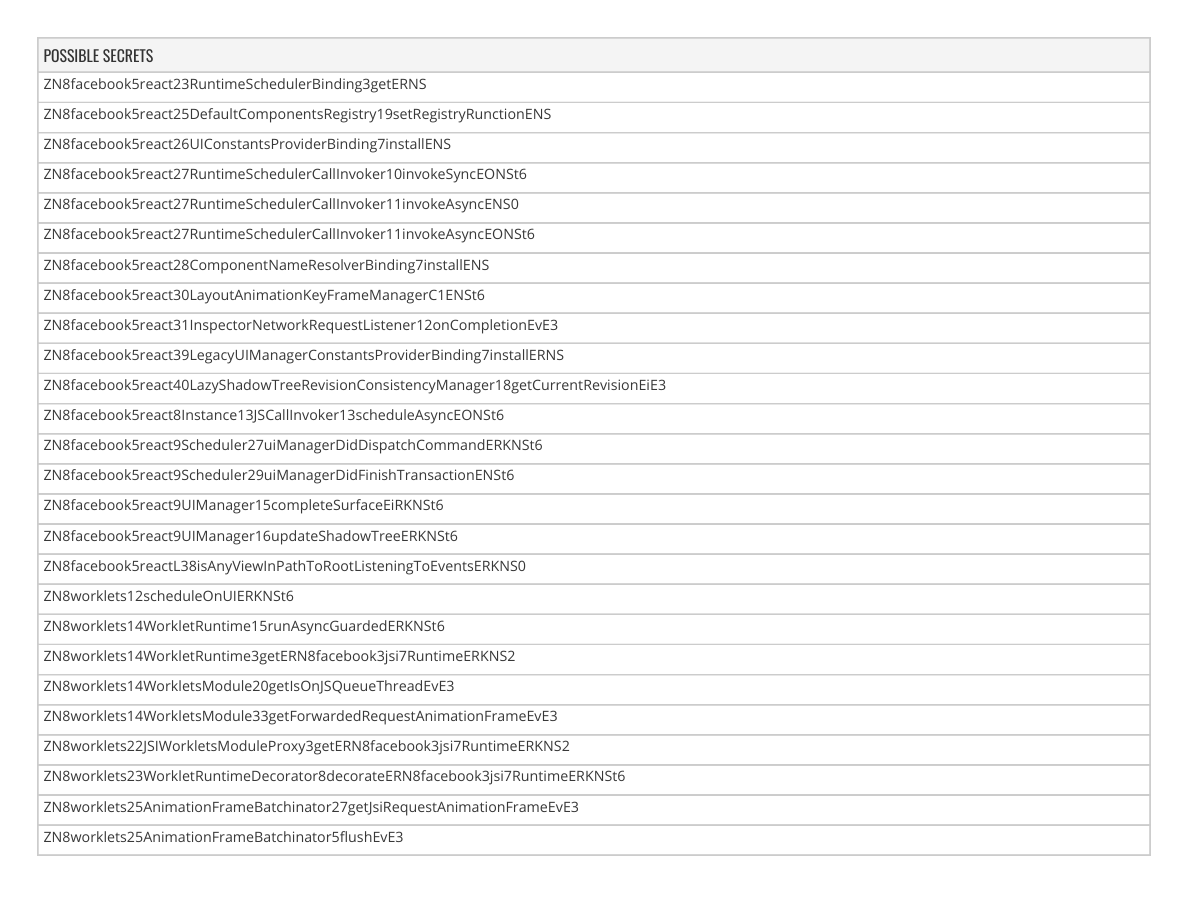 POSSIBLE SECRETS
ZN8facebook5react23RuntimeSchedulerBinding3getERNS
ZN8facebook5react25DefaultComponentsRegistry19setRegistryRunctionENS
ZN8facebook5react26UIConstantsProviderBinding7installENS
ZN8facebook5react27RuntimeSchedulerCallInvoker10invokeSyncEONSt6
ZN8facebook5react27RuntimeSchedulerCallInvoker11invokeAsyncENS0
ZN8facebook5react27RuntimeSchedulerCallInvoker11invokeAsyncEONSt6
ZN8facebook5react28ComponentNameResolverBinding7installENS
ZN8facebook5react30LayoutAnimationKeyFrameManagerC1ENSt6
ZN8facebook5react31InspectorNetworkRequestListener12onCompletionEvE3
ZN8facebook5react39LegacyUIManagerConstantsProviderBinding7installERNS
ZN8facebook5react40LazyShadowTreeRevisionConsistencyManager18getCurrentRevisionEiE3
ZN8facebook5react8Instance13JSCallInvoker13scheduleAsyncEONSt6
ZN8facebook5react9Scheduler27uiManagerDidDispatchCommandERKNSt6
ZN8facebook5react9Scheduler29uiManagerDidFinishTransactionENSt6
ZN8facebook5react9UIManager15completeSurfaceEiRKNSt6
ZN8facebook5react9UIManager16updateShadowTreeERKNSt6
ZN8facebook5reactL38isAnyViewInPathToRootListeningToEventsERKNS0
ZN8worklets12scheduleOnUIERKNSt6
ZN8worklets14WorkletRuntime15runAsyncGuardedERKNSt6
ZN8worklets14WorkletRuntime3getERN8facebook3jsi7RuntimeERKNS2
ZN8worklets14WorkletsModule20getIsOnJSQueueThreadEvE3
ZN8worklets14WorkletsModule33getForwardedRequestAnimationFrameEvE3
ZN8worklets22JSIWorkletsModuleProxy3getERN8facebook3jsi7RuntimeERKNS2
ZN8worklets23WorkletRuntimeDecorator8decorateERN8facebook3jsi7RuntimeERKNSt6
ZN8worklets25AnimationFrameBatchinator27getJsiRequestAnimationFrameEvE3
ZN8worklets25AnimationFrameBatchinator5flushEvE3